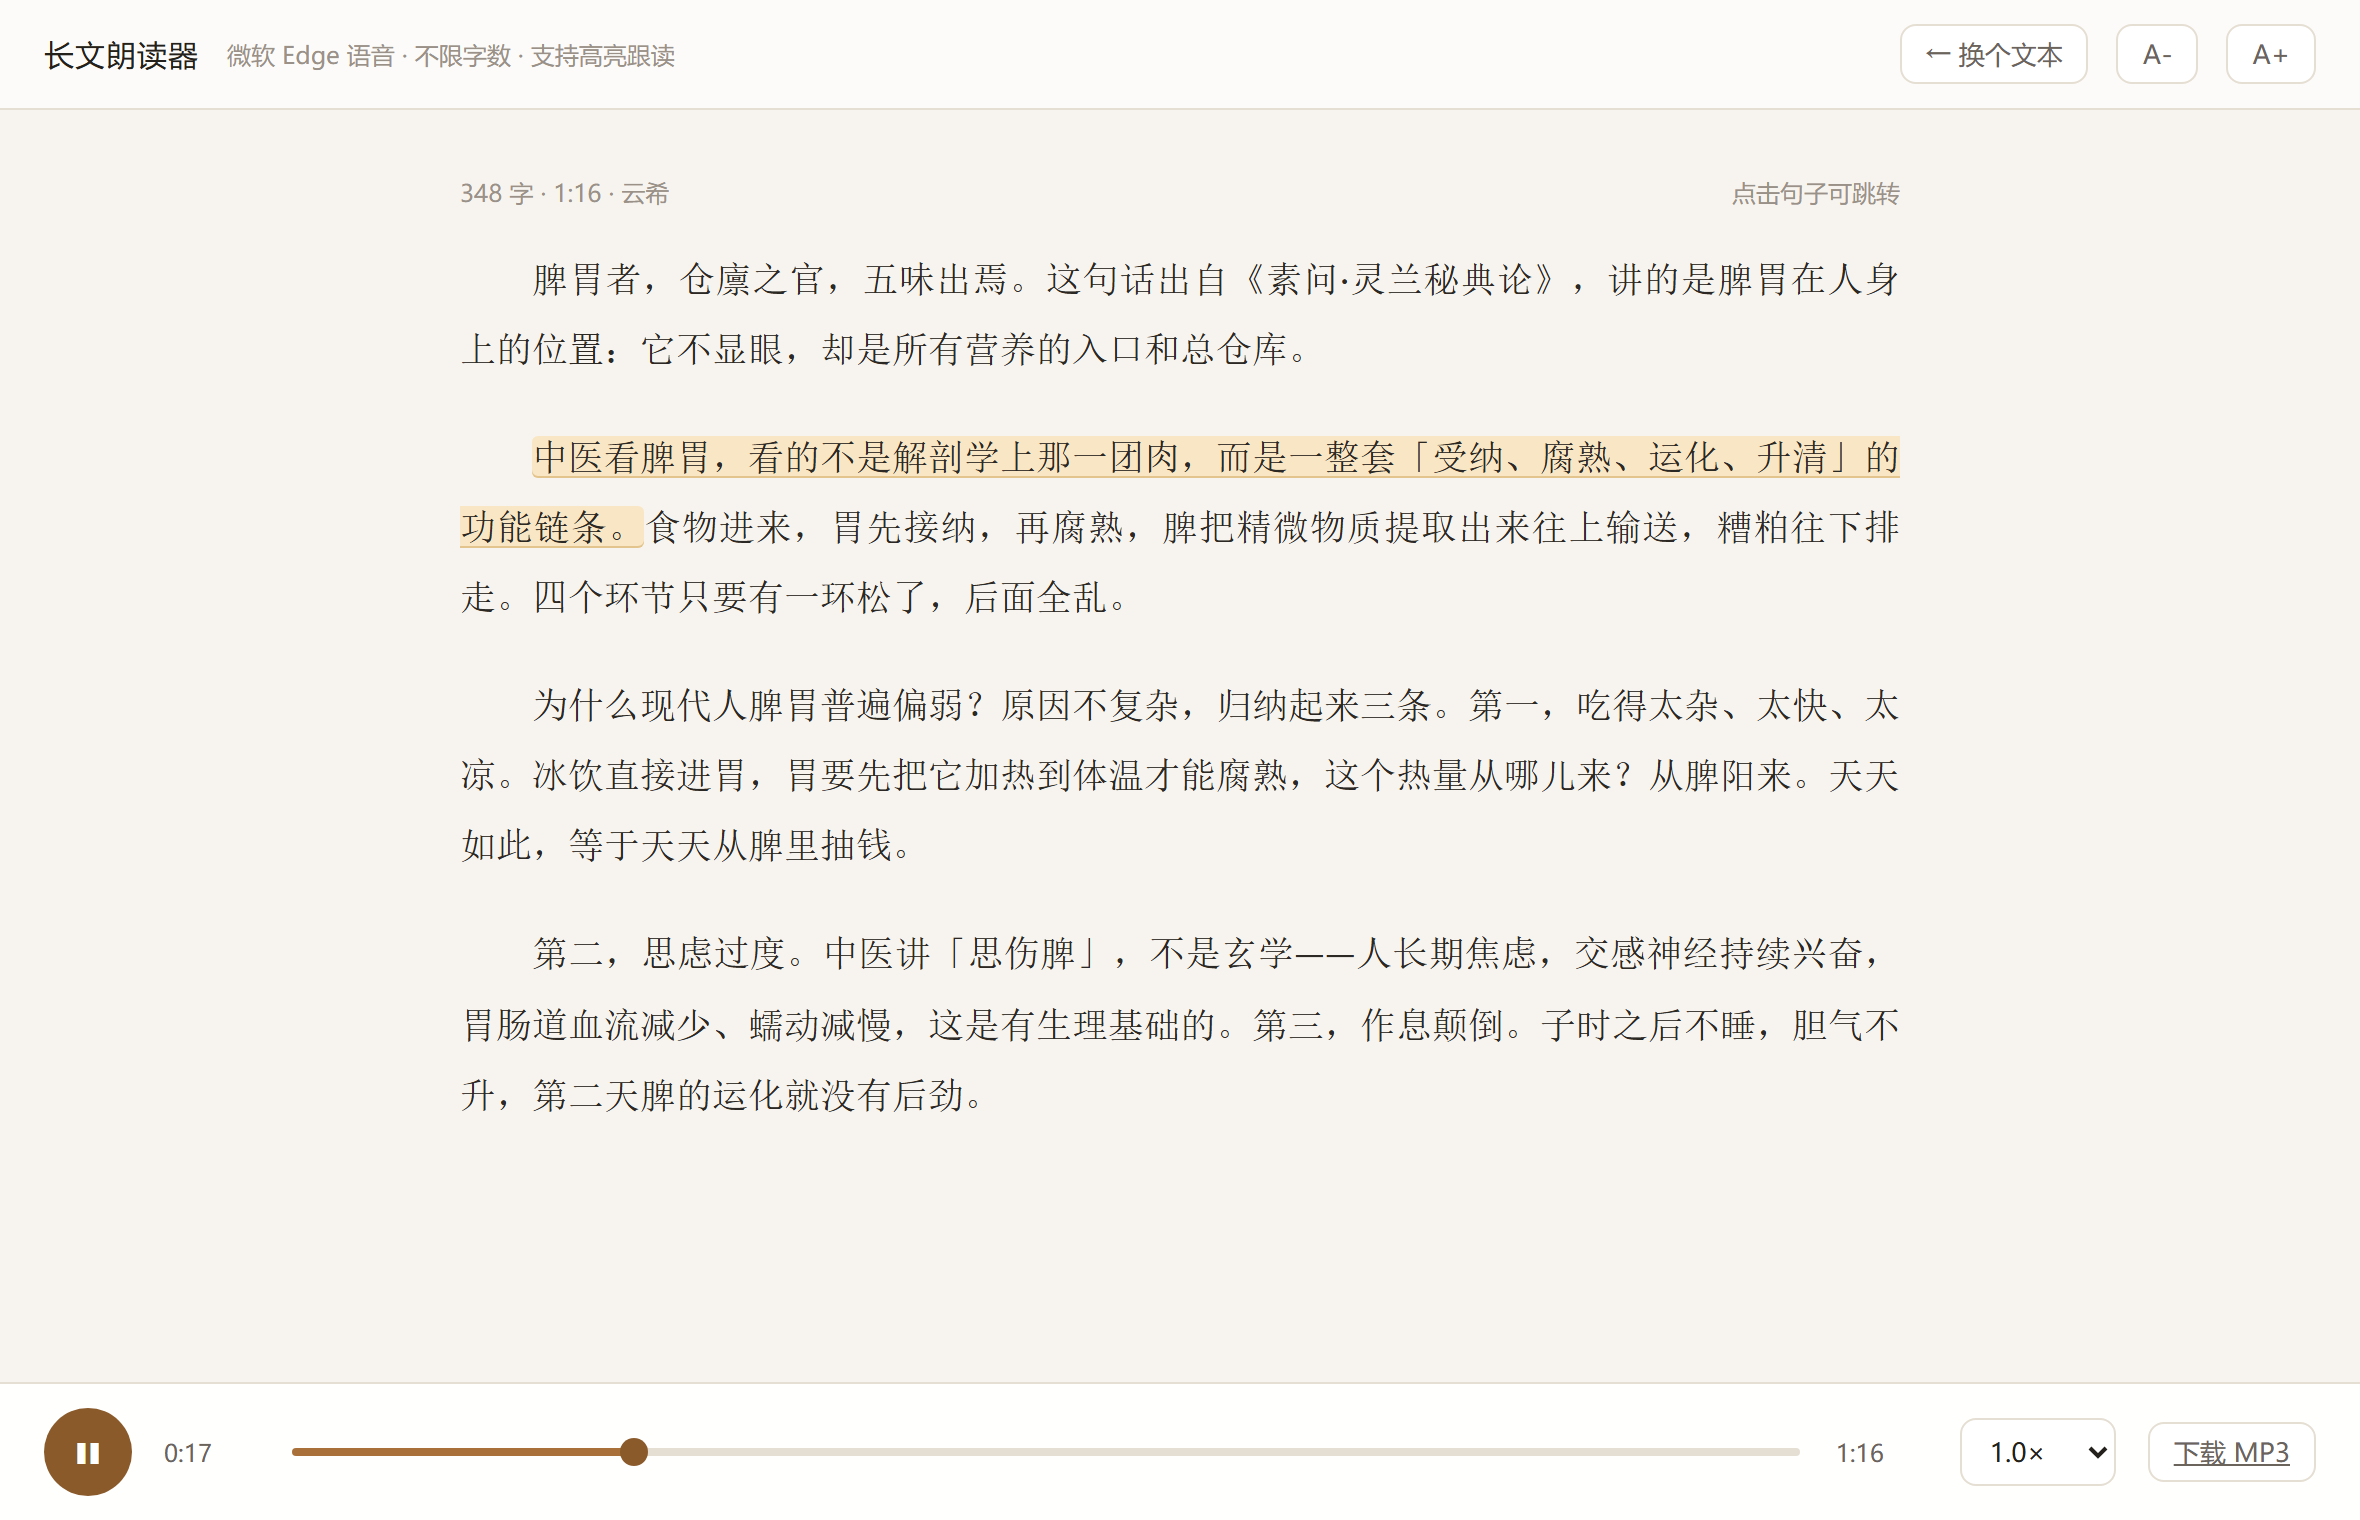 长文朗读器 微软 Edge 语音 · 不限字数 · 支持高亮跟读 ← 换个文本 A- A+
348 字 · 1:16 · 云希 点击句子可跳转
脾胃者，仓廪之官，五味出焉。这句话出自《素问·灵兰秘典论》，讲的是脾胃在人身
上的位置：它不显眼，却是所有营养的入口和总仓库。
中医看脾胃，看的不是解剖学上那一团肉，而是一整套「受纳、腐熟、运化、升清」的
功能链条。食物进来，胃先接纳，再腐熟，脾把精微物质提取出来往上输送，糟粕往下排
走。四个环节只要有一环松了，后面全乱。
为什么现代人脾胃普遍偏弱？原因不复杂，归纳起来三条。第一，吃得太杂、太快、太
凉。冰饮直接进胃，胃要先把它加热到体温才能腐熟，这个热量从哪儿来？从脾阳来。天天
如此，等于天天从脾里抽钱。
第二，思虑过度。中医讲「思伤脾」，不是玄学——人长期焦虑，交感神经持续兴奋，
胃肠道血流减少、蠕动减慢，这是有生理基础的。第三，作息颠倒。子时之后不睡，胆气不
升，第二天脾的运化就没有后劲。
0:17 1:16 1.0× 下载 MP3